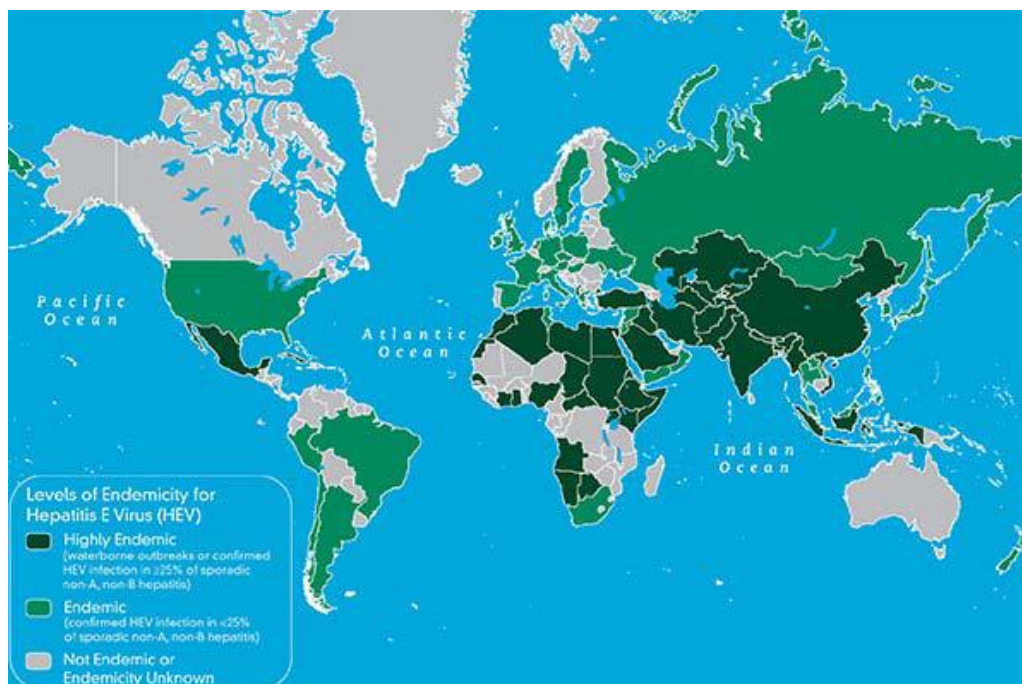 Pacific
Ocean
Atlantic
Ocean
Indian
Ocean
Levels of Endemicity for
Hepatitis E Virus (HEV)
Highly Endemic
(waterborne outbreaks or confirmed
HEV infection in ≥25% of sporadic
non-A, non-B hepatitis)
Endemic
(confirmed HEV infection in <25%
of sporadic non-A, non-B hepatitis)
Not Endemic or
Endemicity Unknown